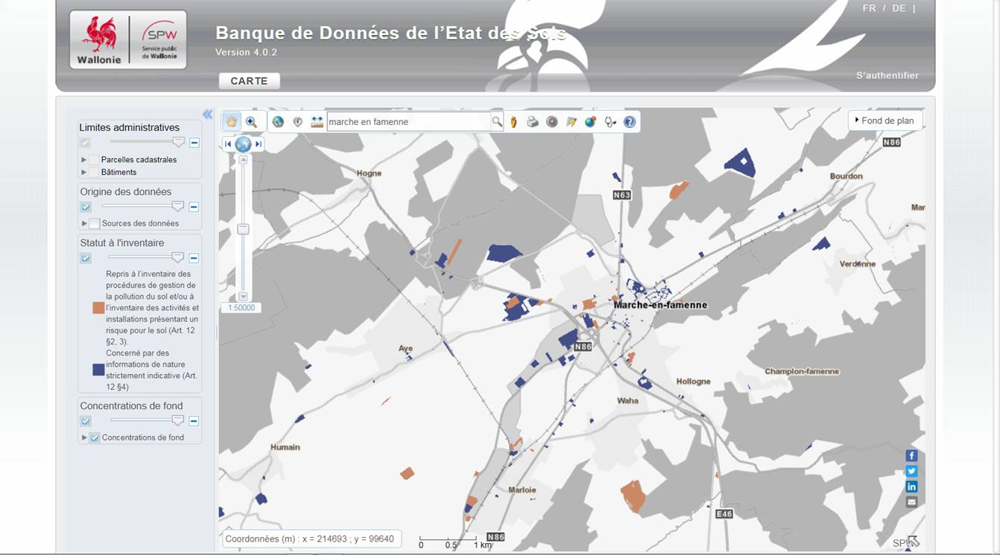 FR / DE |
Wallonie
SPW
Service public
de Wallonie
Banque de Données de l'Etat des Sols
Version 4.0.2
CARTE
S'authentifier
marche en famenne
Fond de plan
Limites administratives
Parcelles cadastrales
Bâtiments
Origine des données
Sources des données
Statut à l'inventaire
Repris à l'inventaire des
procédures de gestion de
la pollution du sol et/ou à
l'inventaire des activités et
installations présentant un
risque pour le sol (Art. 12
§2, 3).
Concerné par des
informations de nature
strictement indicative (Art.
12 §4)
Concentrations de fond
Concentrations de fond
1:50000
N86
Hogne
Bourdon
N63
Mar
Verdenne
Marche-en-famenne
N86
Aye
Champlon-famenne
Hollogne
Waha
Humain
Marloie
E46
N86
Coordonnées (m) : x = 214693 ; y = 99640
0 0.5 1 km
SPW